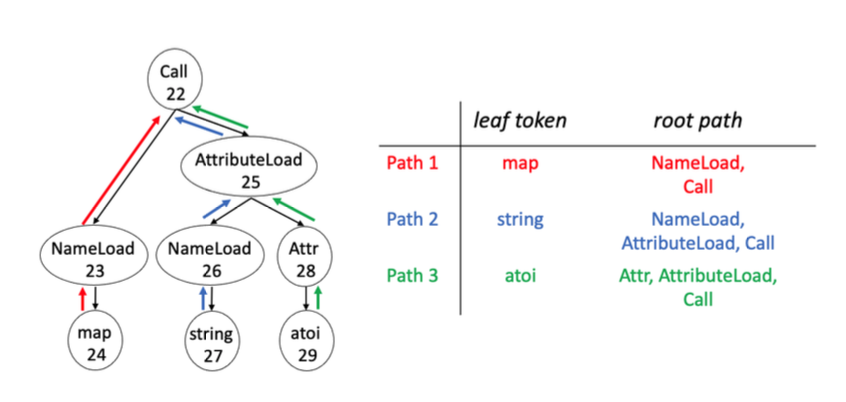 Call
22
AttributeLoad
25
NameLoad
23
NameLoad
26
Attr
28
map
24
string
27
atoi
29
leaf token root path
Path 1 map NameLoad,
Call
Path 2 string NameLoad,
AttributeLoad, Call
Path 3 atoi Attr, AttributeLoad,
Call